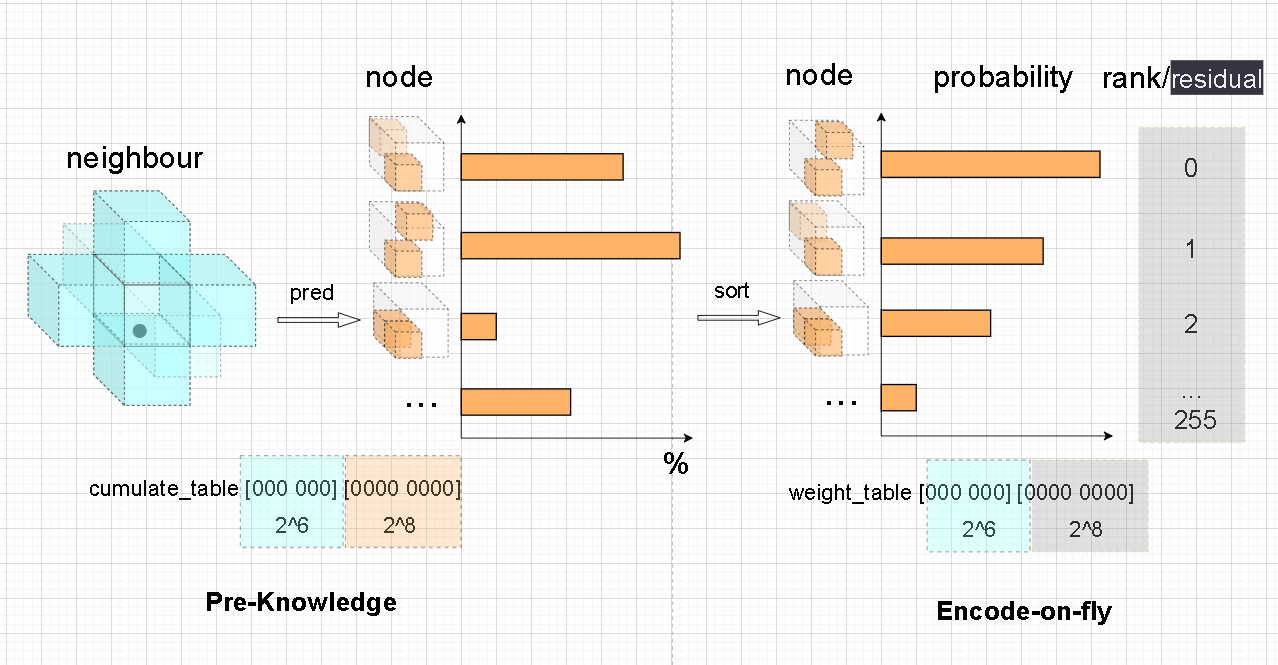 node
node
probability
rank/residual
neighbour
0
1
pred
sort
2
...
...
...
255
%
cumulate_table [000 000] [0000 0000]
2^6
2^8
weight_table [000 000] [0000 0000]
2^6
2^8
Pre-Knowledge
Encode-on-fly